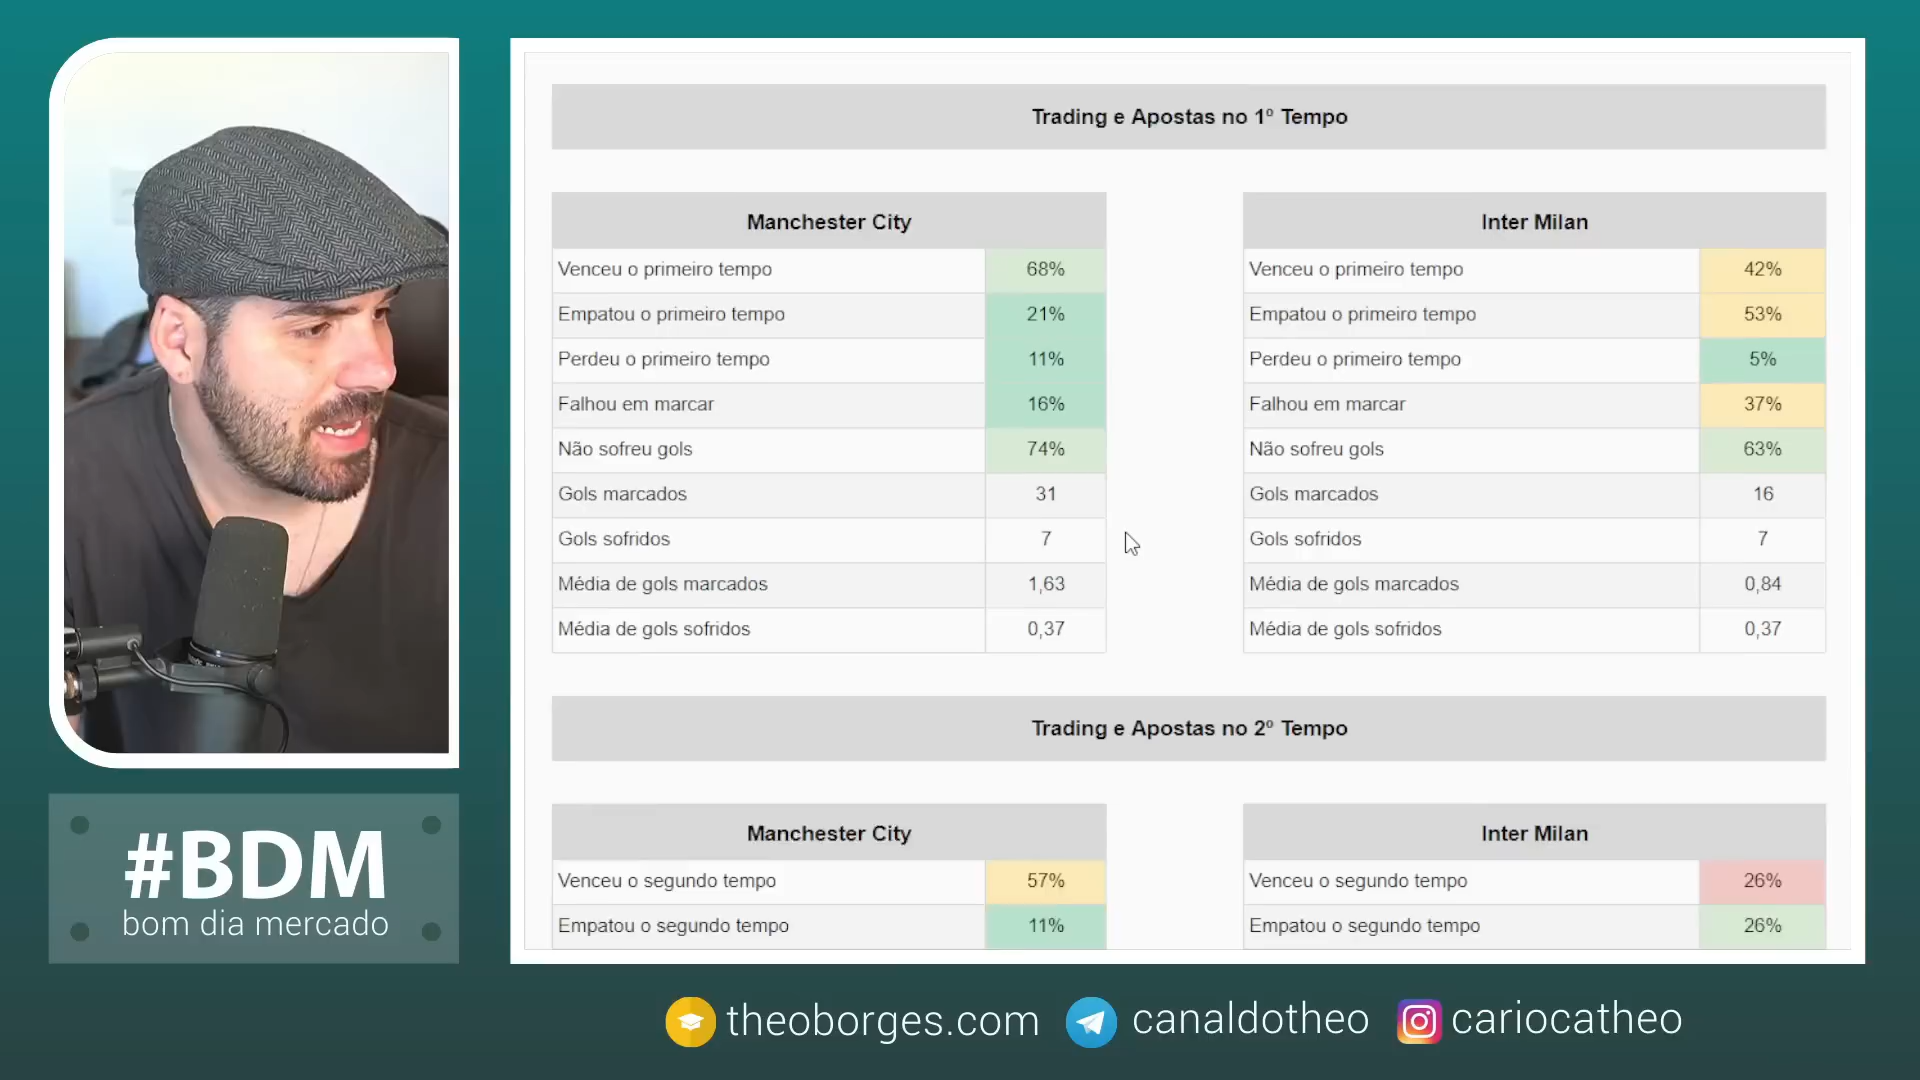 Trading e Apostas no 1º Tempo
Manchester City
Venceu o primeiro tempo 68%
Empatou o primeiro tempo 21%
Perdeu o primeiro tempo 11%
Falhou em marcar 16%
Não sofreu gols 74%
Gols marcados 31
Gols sofridos 7
Média de gols marcados 1,63
Média de gols sofridos 0,37
Inter Milan
Venceu o primeiro tempo 42%
Empatou o primeiro tempo 53%
Perdeu o primeiro tempo 5%
Falhou em marcar 37%
Não sofreu gols 63%
Gols marcados 16
Gols sofridos 7
Média de gols marcados 0,84
Média de gols sofridos 0,37
Trading e Apostas no 2º Tempo
Manchester City
Venceu o segundo tempo 57%
Empatou o segundo tempo 11%
Inter Milan
Venceu o segundo tempo 26%
Empatou o segundo tempo 26%
#BDM
bom dia mercado
theoborges.com
canaldotheo
cariocatheo